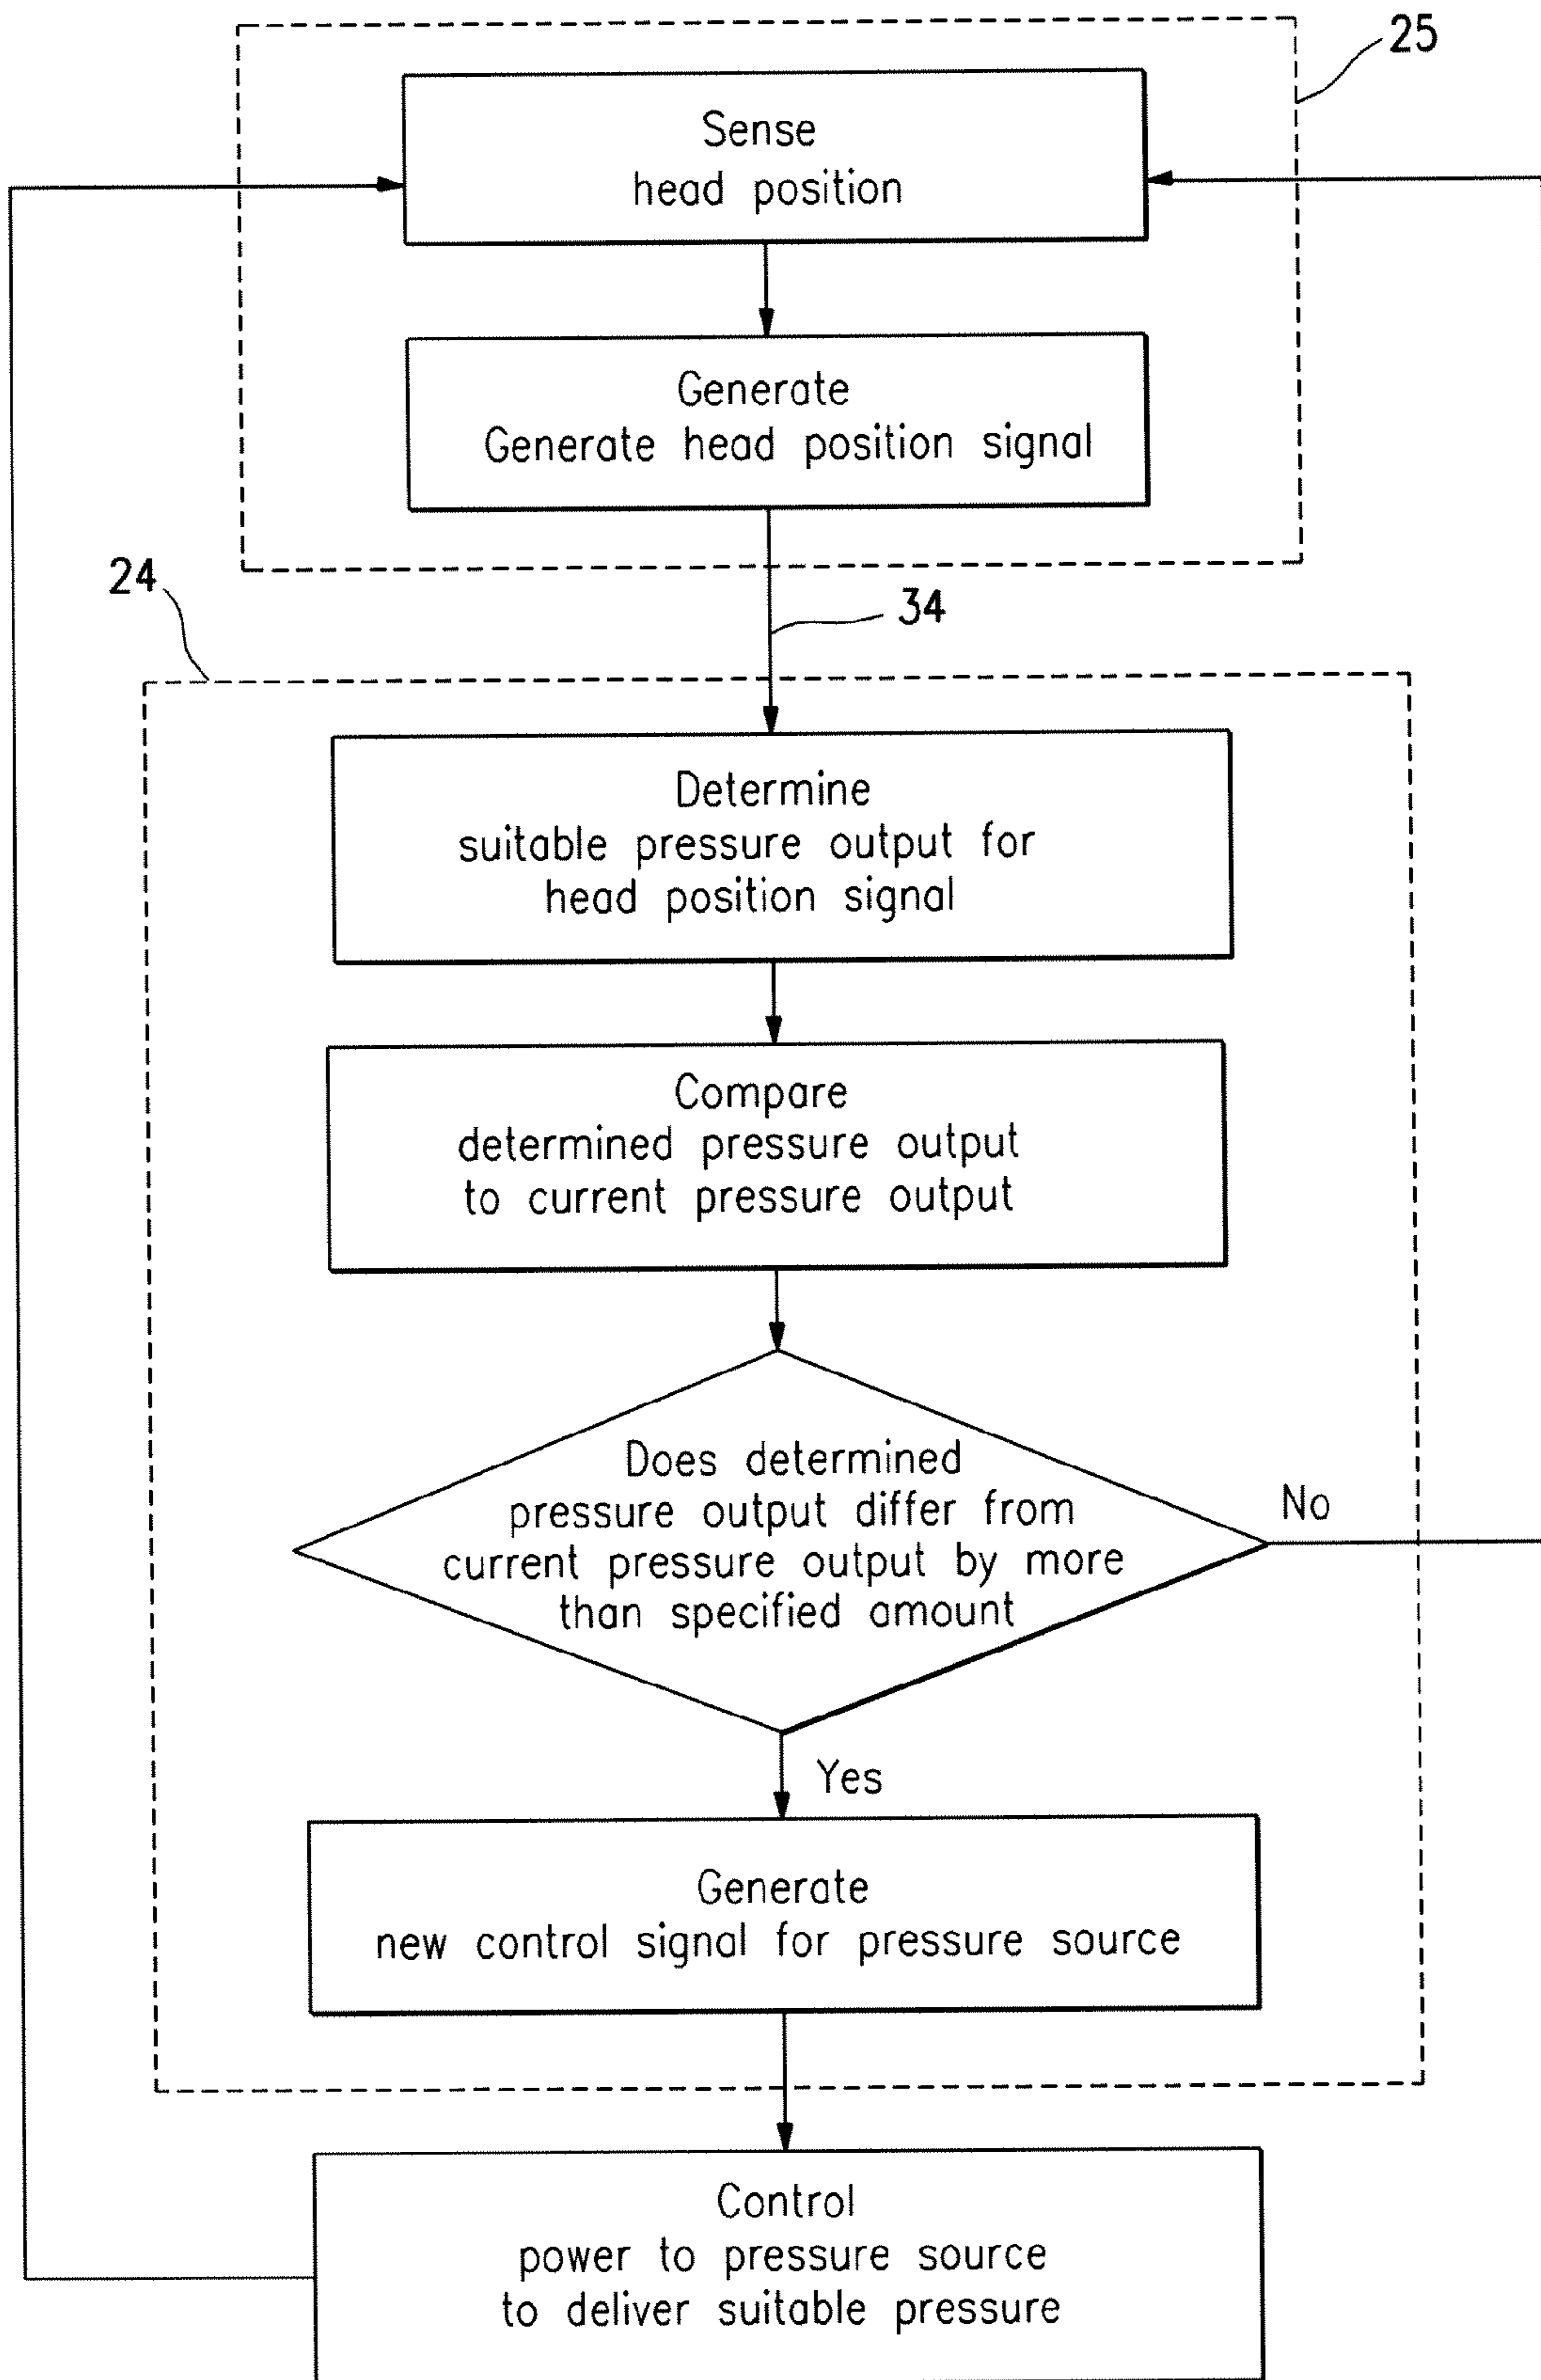 25
Sense
head position
Generate
Generate head position signal
24
34
Determine
suitable pressure output for
head position signal
Compare
determined pressure output
to current pressure output
Does determined
pressure output differ from
current pressure output by more
than specified amount
No
Yes
Generate
new control signal for pressure source
Control
power to pressure source
to deliver suitable pressure